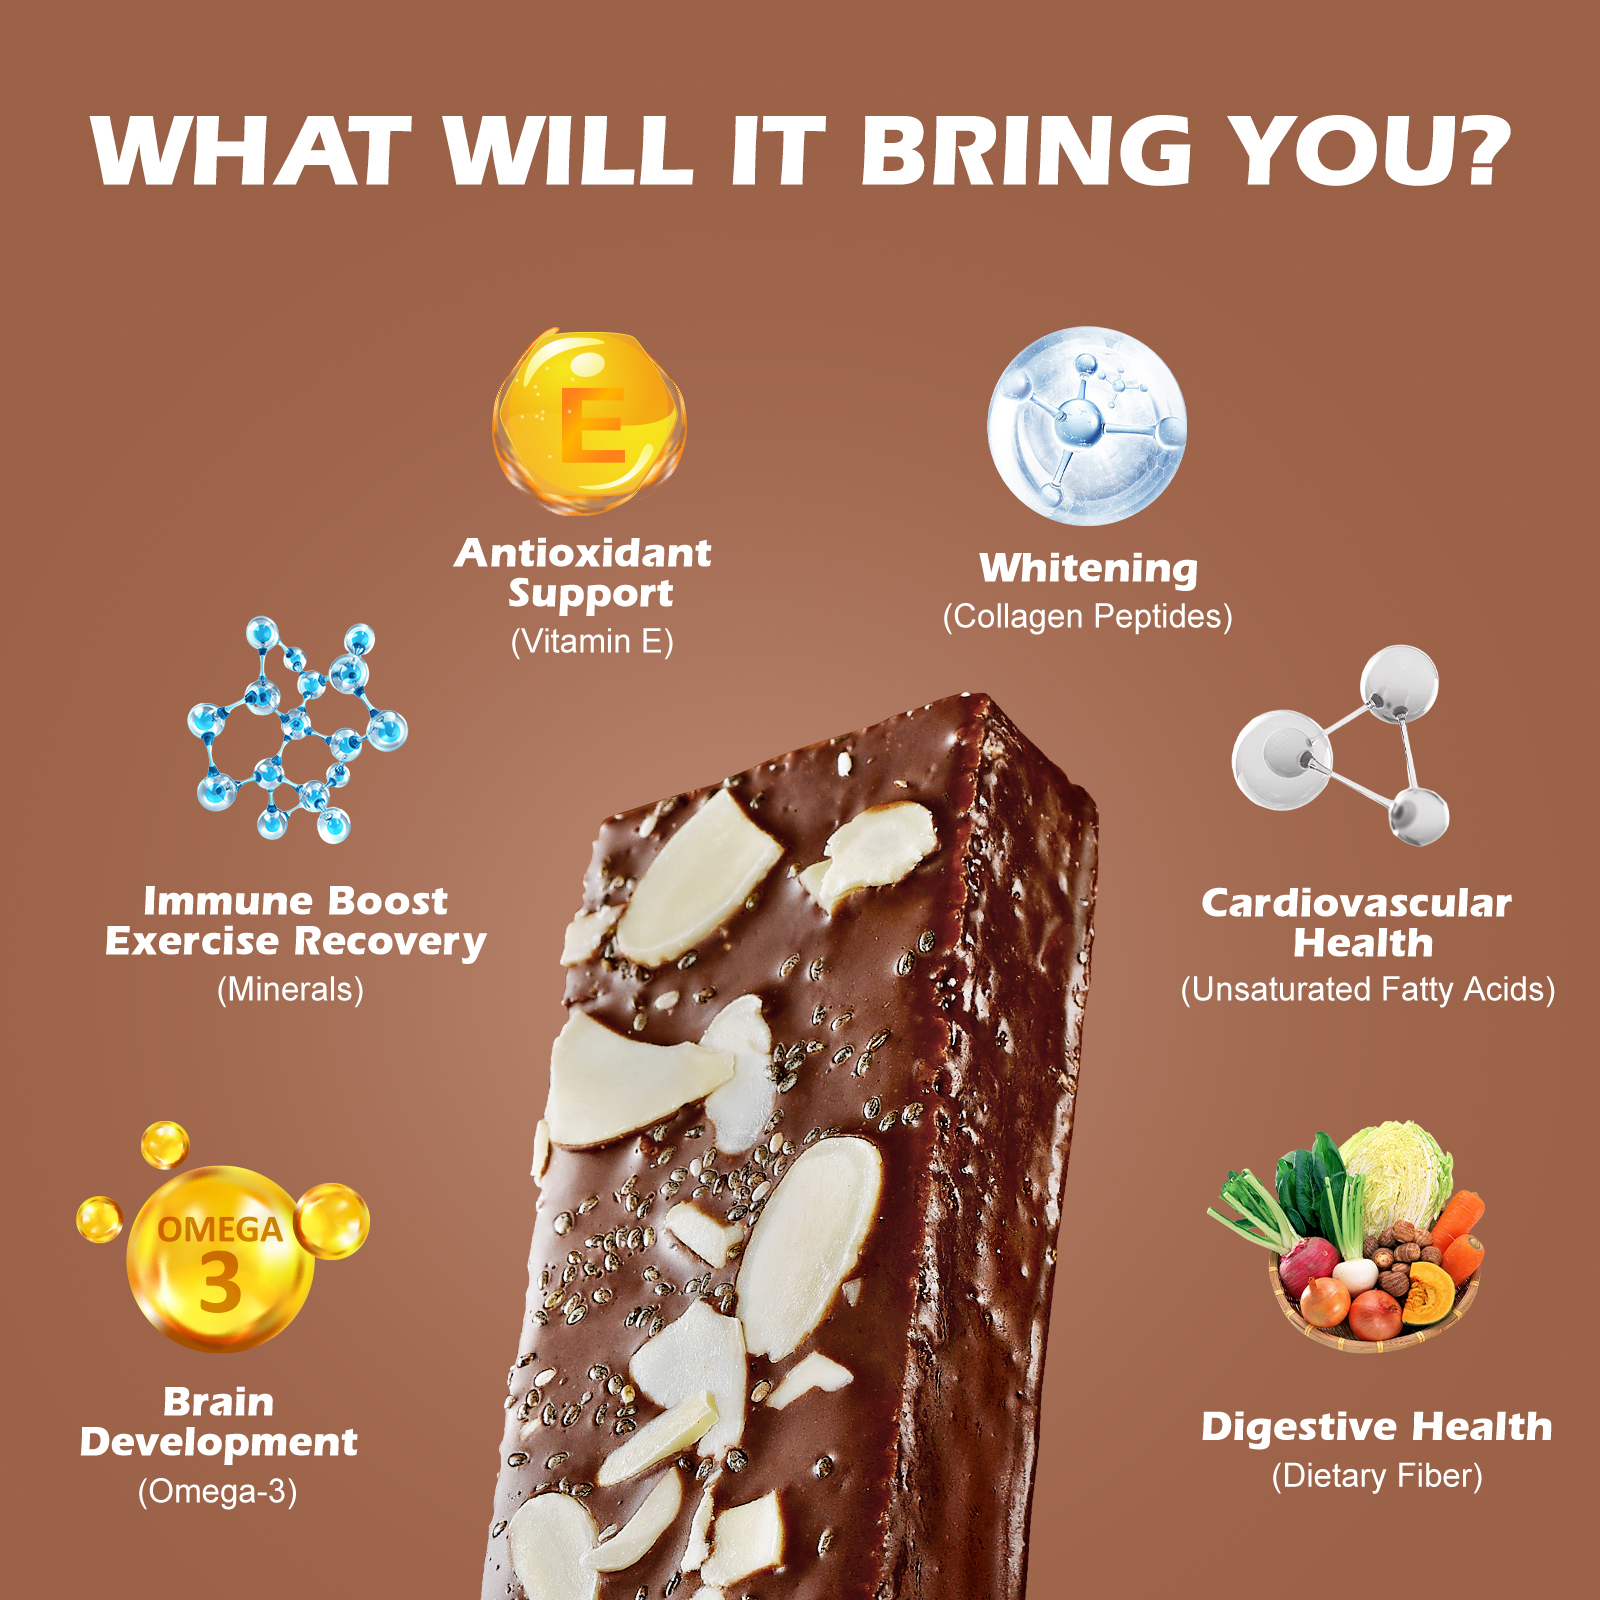 WHAT WILL IT BRING YOU?
E
Antioxidant
Support
(Vitamin E)
Whitening
(Collagen Peptides)
Immune Boost
Exercise Recovery
(Minerals)
Cardiovascular
Health
(Unsaturated Fatty Acids)
OMEGA
3
Brain
Development
(Omega-3)
Digestive Health
(Dietary Fiber)